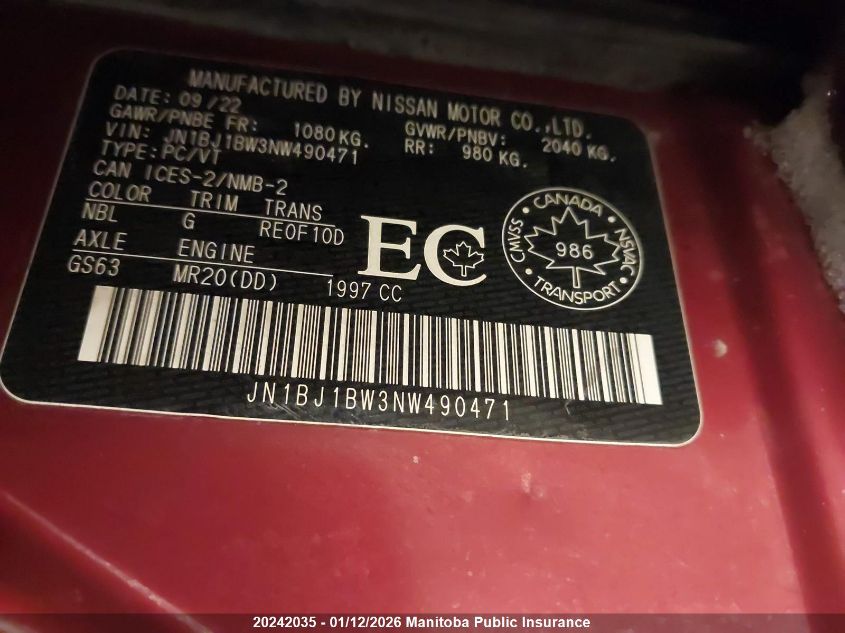 MANUFACTURED BY NISSAN MOTOR CO.,LTD.
DATE: 09/22
GAWR/PNBE FR: 1080KG. GVWR/PNBV: 2040 KG.
VIN: JN1BJ1BW3NW490471 RR: 980 KG.
TYPE:PC/VT
CAN ICES-2/NMB-2
COLOR TRIM TRANS
NBL G RE0F10D
AXLE ENGINE
GS63 MR20(DD) 1997 CC
EC
CANADA
CMVSS 986 NSVAC
TRANSPORT
JN1BJ1BW3NW490471
20242035 - 01/12/2026 Manitoba Public Insurance